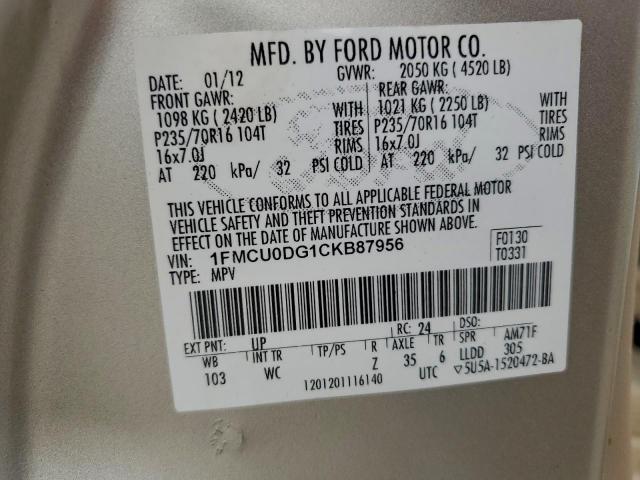 MFD. BY FORD MOTOR CO.
DATE: 01/12 GVWR: 2050 KG ( 4520 LB)
FRONT GAWR: REAR GAWR:
1098 KG ( 2420 LB) WITH 1021 KG ( 2250 LB) WITH
P235/70R16 104T TIRES P235/70R16 104T TIRES
16x7.0J RIMS 16x7.0J RIMS
AT 220 kPa/ 32 PSI COLD AT 220 kPa/ 32 PSI COLD
THIS VEHICLE CONFORMS TO ALL APPLICABLE FEDERAL MOTOR
VEHICLE SAFETY AND THEFT PREVENTION STANDARDS IN
EFFECT ON THE DATE OF MANUFACTURE SHOWN ABOVE.
VIN: 1FMCU0DG1CKB87956 F0130
TYPE: MPV T0331
EXT PNT: UP RC: 24 DSO:
WB INT TR TP/PS R AXLE TR SPR AM71F
103 WC Z 35 6 LLDD 305
1201201116140 UTC ▽5U5A-1520472-BA